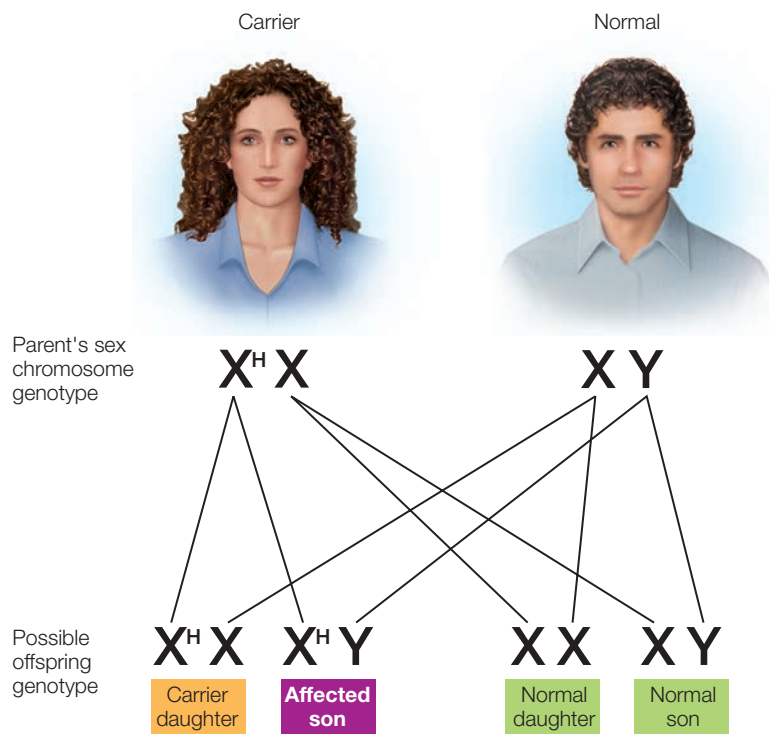 Carrier
Normal
Parent's sex
chromosome
genotype
Xᴴ X
X Y
Possible
offspring
genotype
Xᴴ X
Xᴴ Y
X X
X Y
Carrier
daughter
Affected
son
Normal
daughter
Normal
son